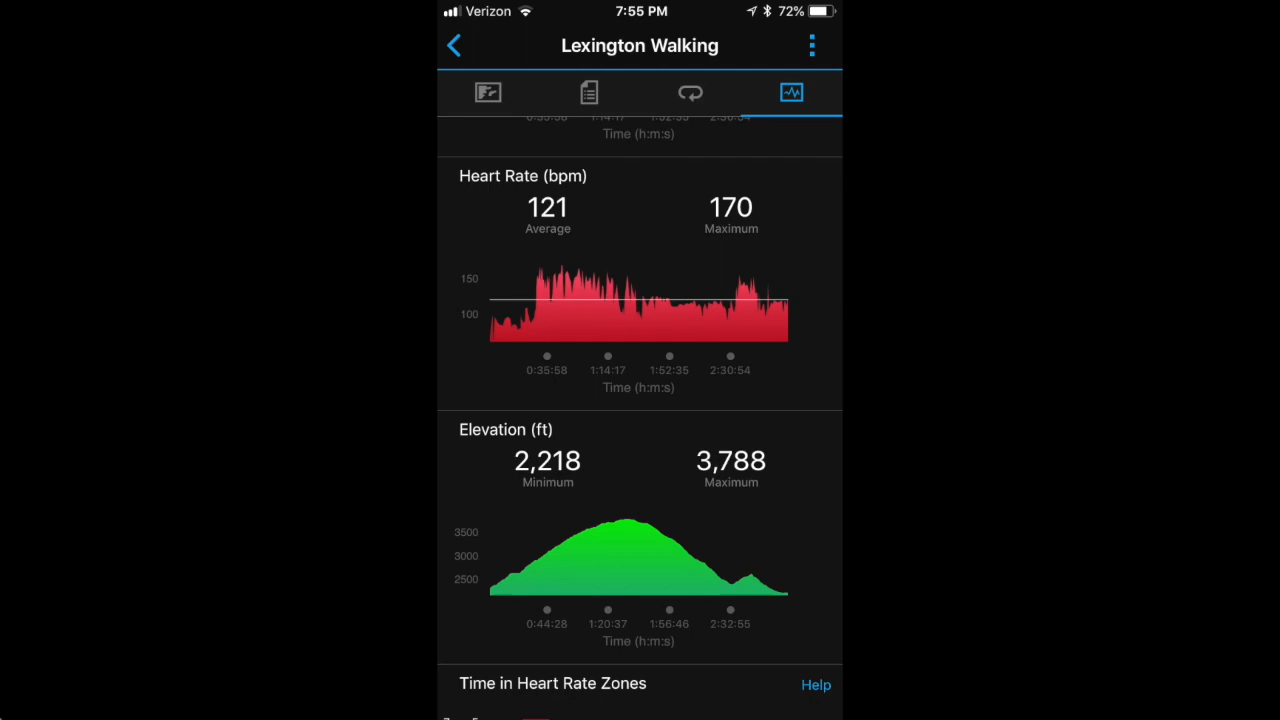 Verizon 7:55 PM 72%
Lexington Walking
Time (h:m:s)
Heart Rate (bpm)
121 170
Average Maximum
150
100
0:35:58 1:14:17 1:52:35 2:30:54
Time (h:m:s)
Elevation (ft)
2,218 3,788
Minimum Maximum
3500
3000
2500
0:44:28 1:20:37 1:56:46 2:32:55
Time (h:m:s)
Time in Heart Rate Zones Help